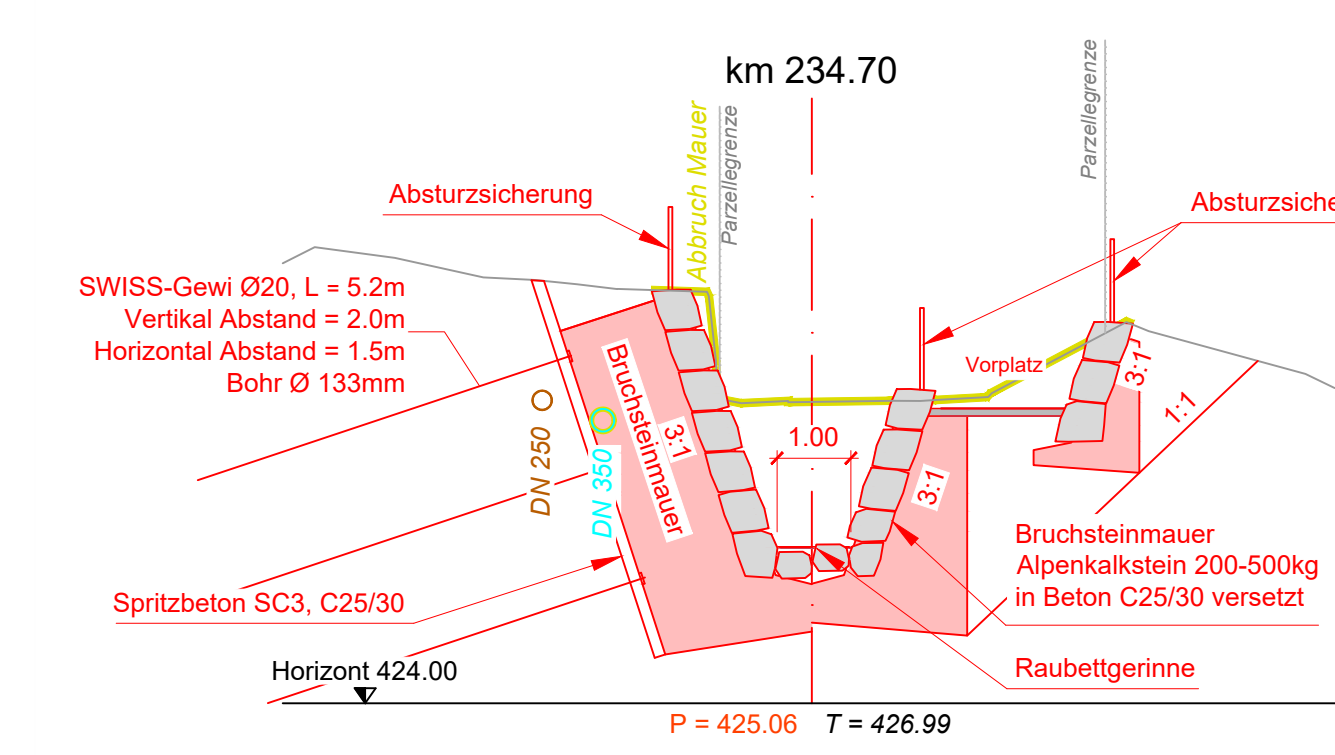 km 234.70
Parzellegrenze
Abbruch Mauer
Parzellegrenze
Absturzsicherung
Absturzsiche
SWISS-Gewi Ø20, L = 5.2m
Vertikal Abstand = 2.0m
Horizontal Abstand = 1.5m
Bohr Ø 133mm
Bruchsteinmauer
3:1
Vorplatz
3:1
1:1
1.00
3:1
DN 250
DN 350
Bruchsteinmauer
Alpenkalkstein 200-500kg
in Beton C25/30 versetzt
Spritzbeton SC3, C25/30
Raubettgerinne
Horizont 424.00
P = 425.06 T = 426.99